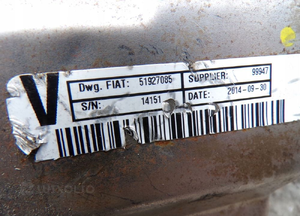 V
Dwg. FIAT: 51927085 SUPPLIER: 99947
S/N: 14151 DATE: 2014-09-30